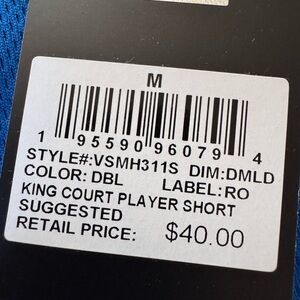 M
1 95590 96079 4
STYLE#:VSMH311S DIM:DMLD
COLOR: DBL LABEL:RO
KING COURT PLAYER SHORT
SUGGESTED
RETAIL PRICE: $40.00